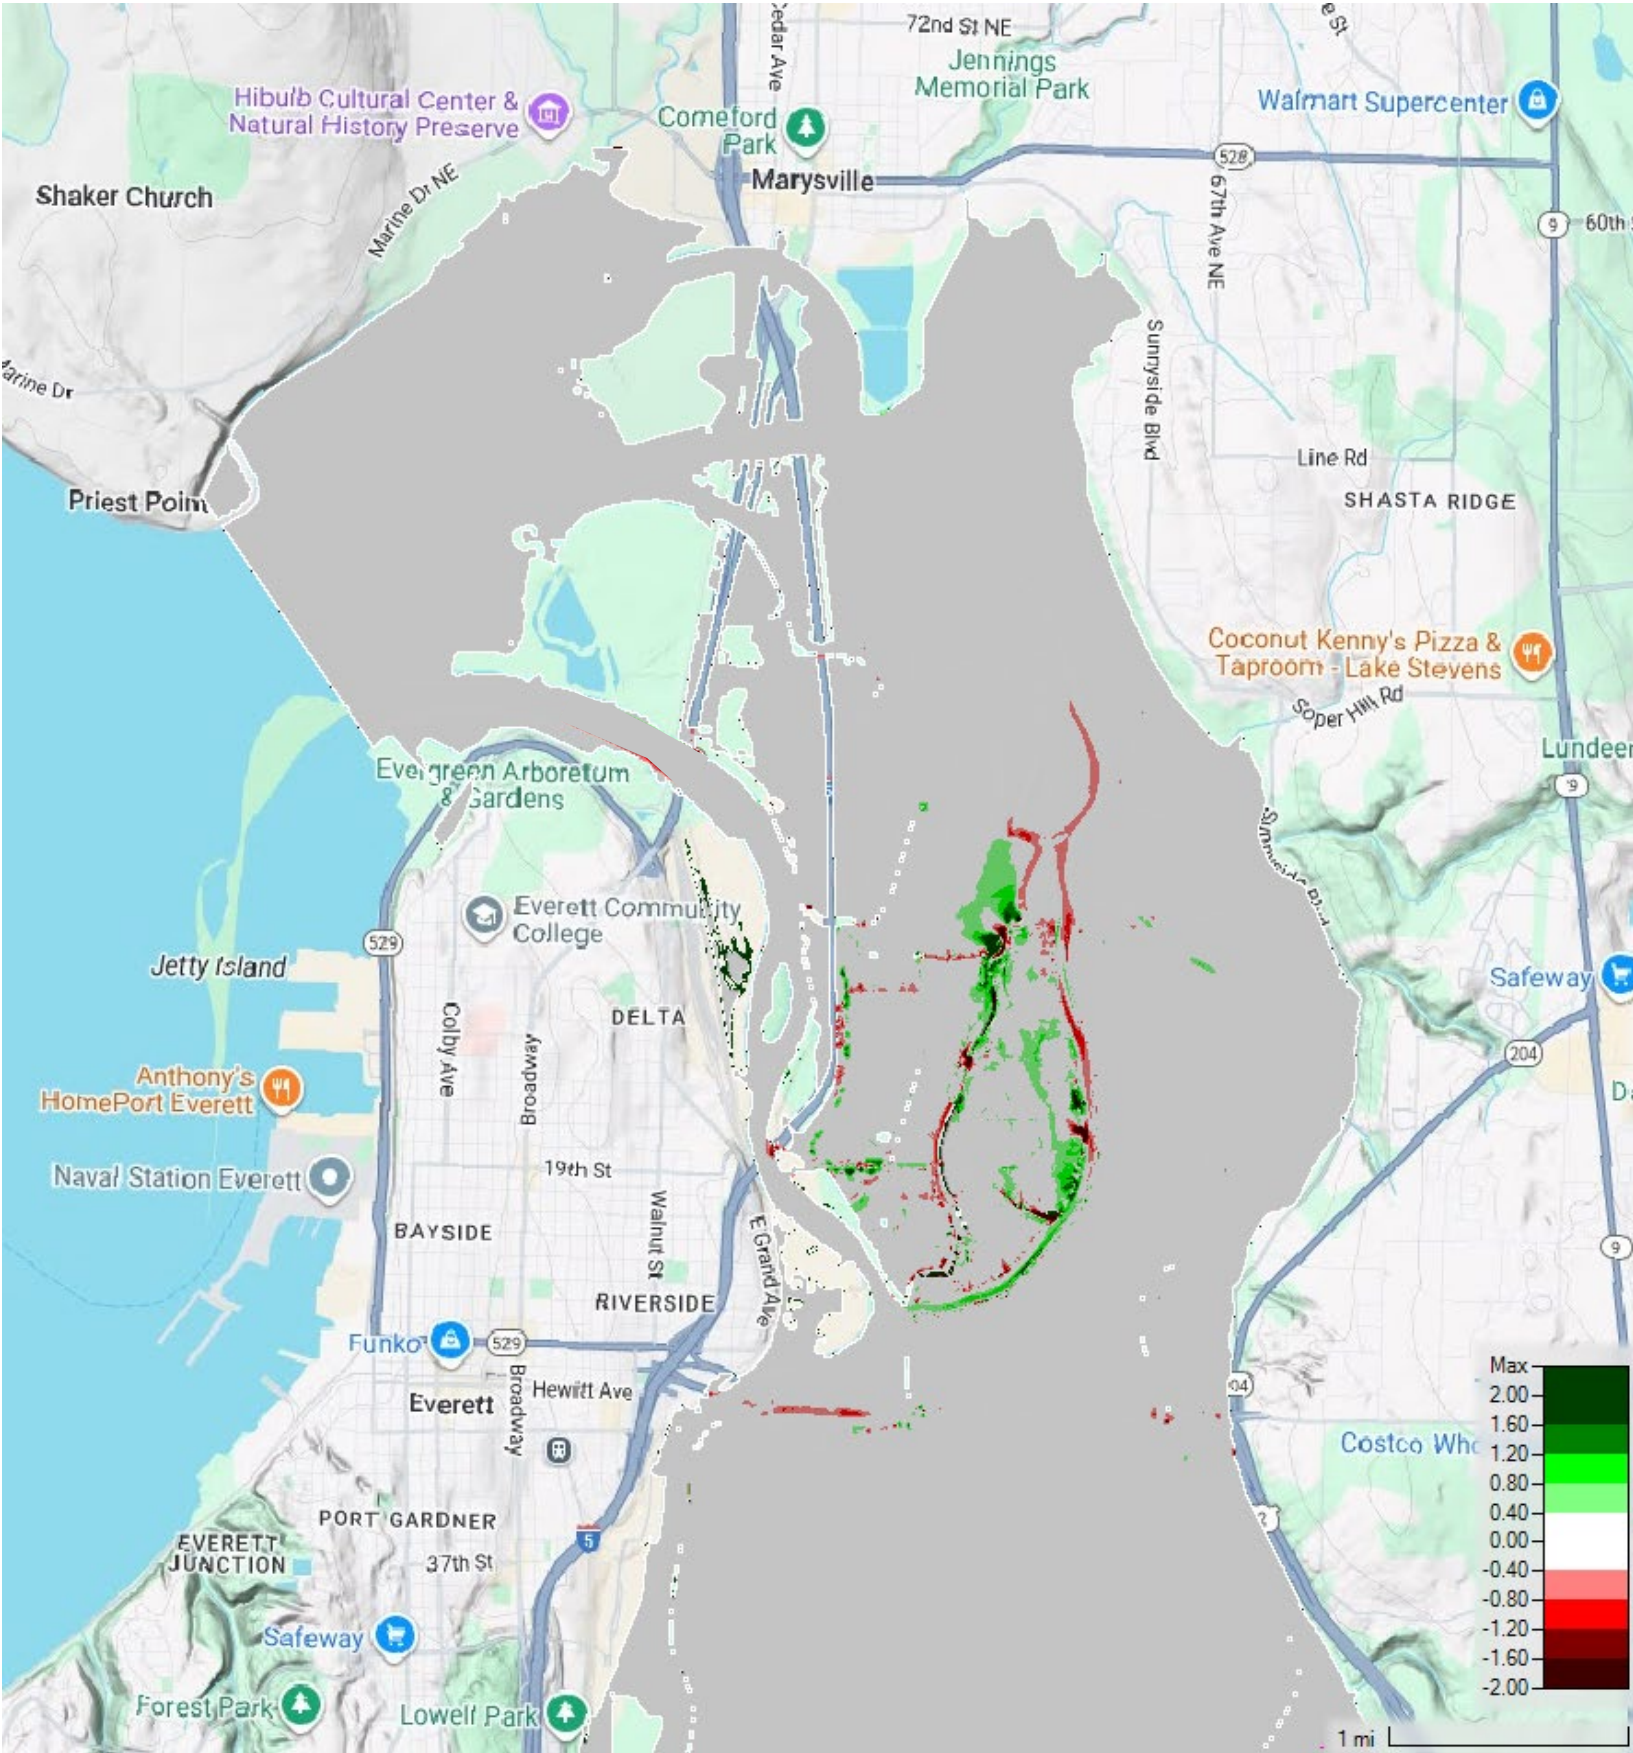 72nd St NE
Cedar Ave
Jennings
Memorial Park
Hibulb Cultural Center &
Natural History Preserve
Comeford
Park
Walmart Supercenter
528
Marysville
Shaker Church
Marine Dr NE
67th Ave NE
9
60th
Sunnyside Blvd
Marine Dr
Line Rd
Priest Point
SHASTA RIDGE
Coconut Kenny's Pizza &
Taproom - Lake Stevens
Soper Hill Rd
Evergreen Arboretum
& Gardens
5
9
Sunnyside Blvd
Everett Community
College
529
Jetty Island
Safeway
DELTA
Colby Ave
Broadway
204
Anthony's
HomePort Everett
Naval Station Everett
19th St
Walnut St
BAYSIDE
E Grand Ave
9
RIVERSIDE
Funko
529
Broadway
Hewitt Ave
Everett
Max
2.00
1.60
1.20
0.80
0.40
0.00
-0.40
-0.80
-1.20
-1.60
-2.00
04
Costco
PORT GARDNER
2
EVERETT
JUNCTION
5
37th St
Safeway
Forest Park
Lowell Park
1 mi